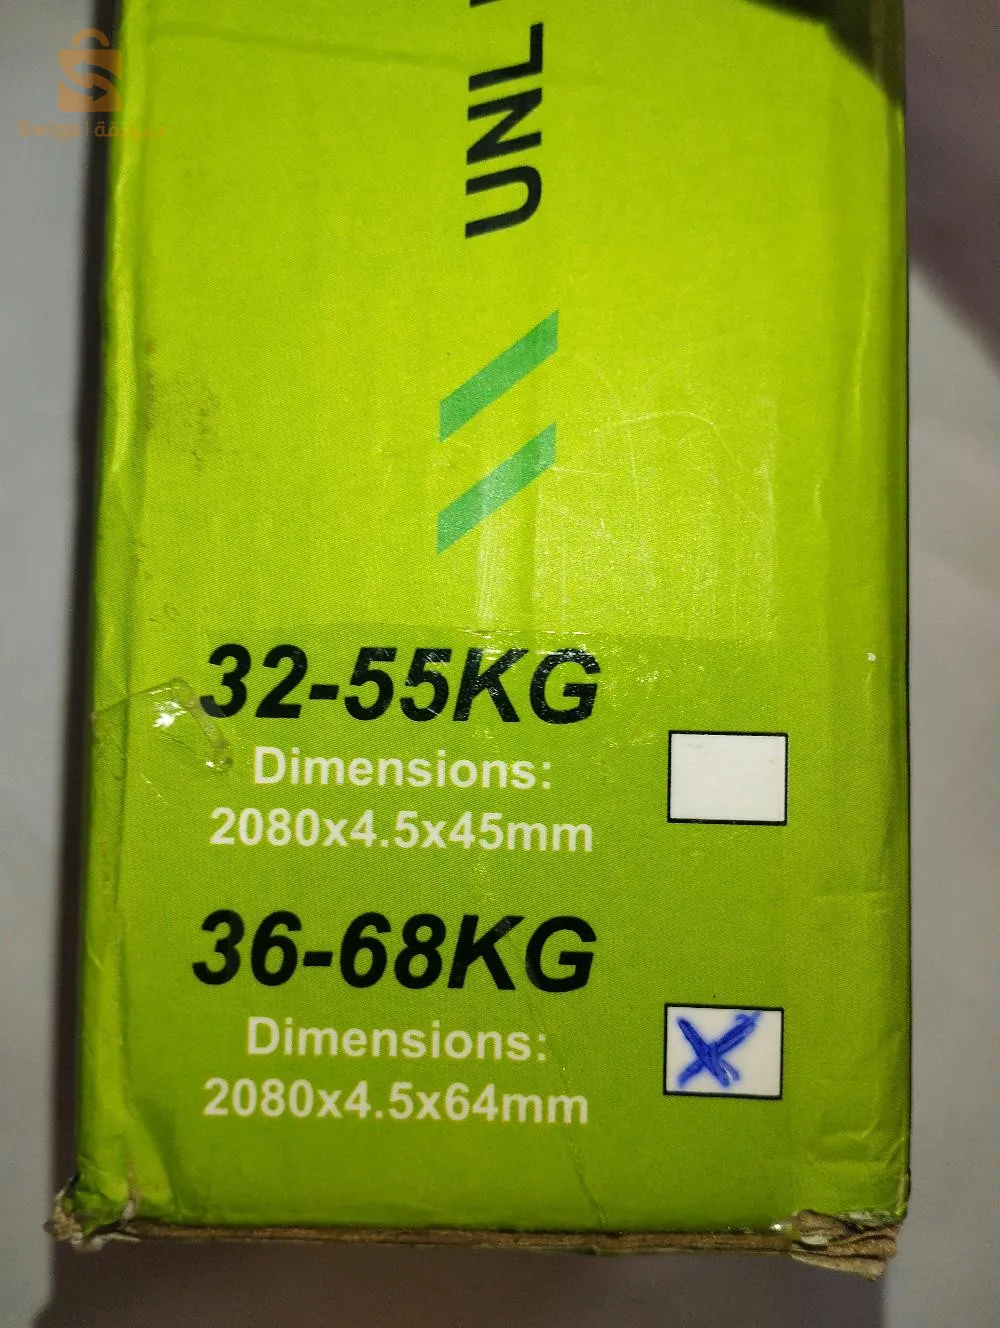 UNL
32-55KG
Dimensions:
2080x4.5x45mm
36-68KG
Dimensions:
2080x4.5x64mm